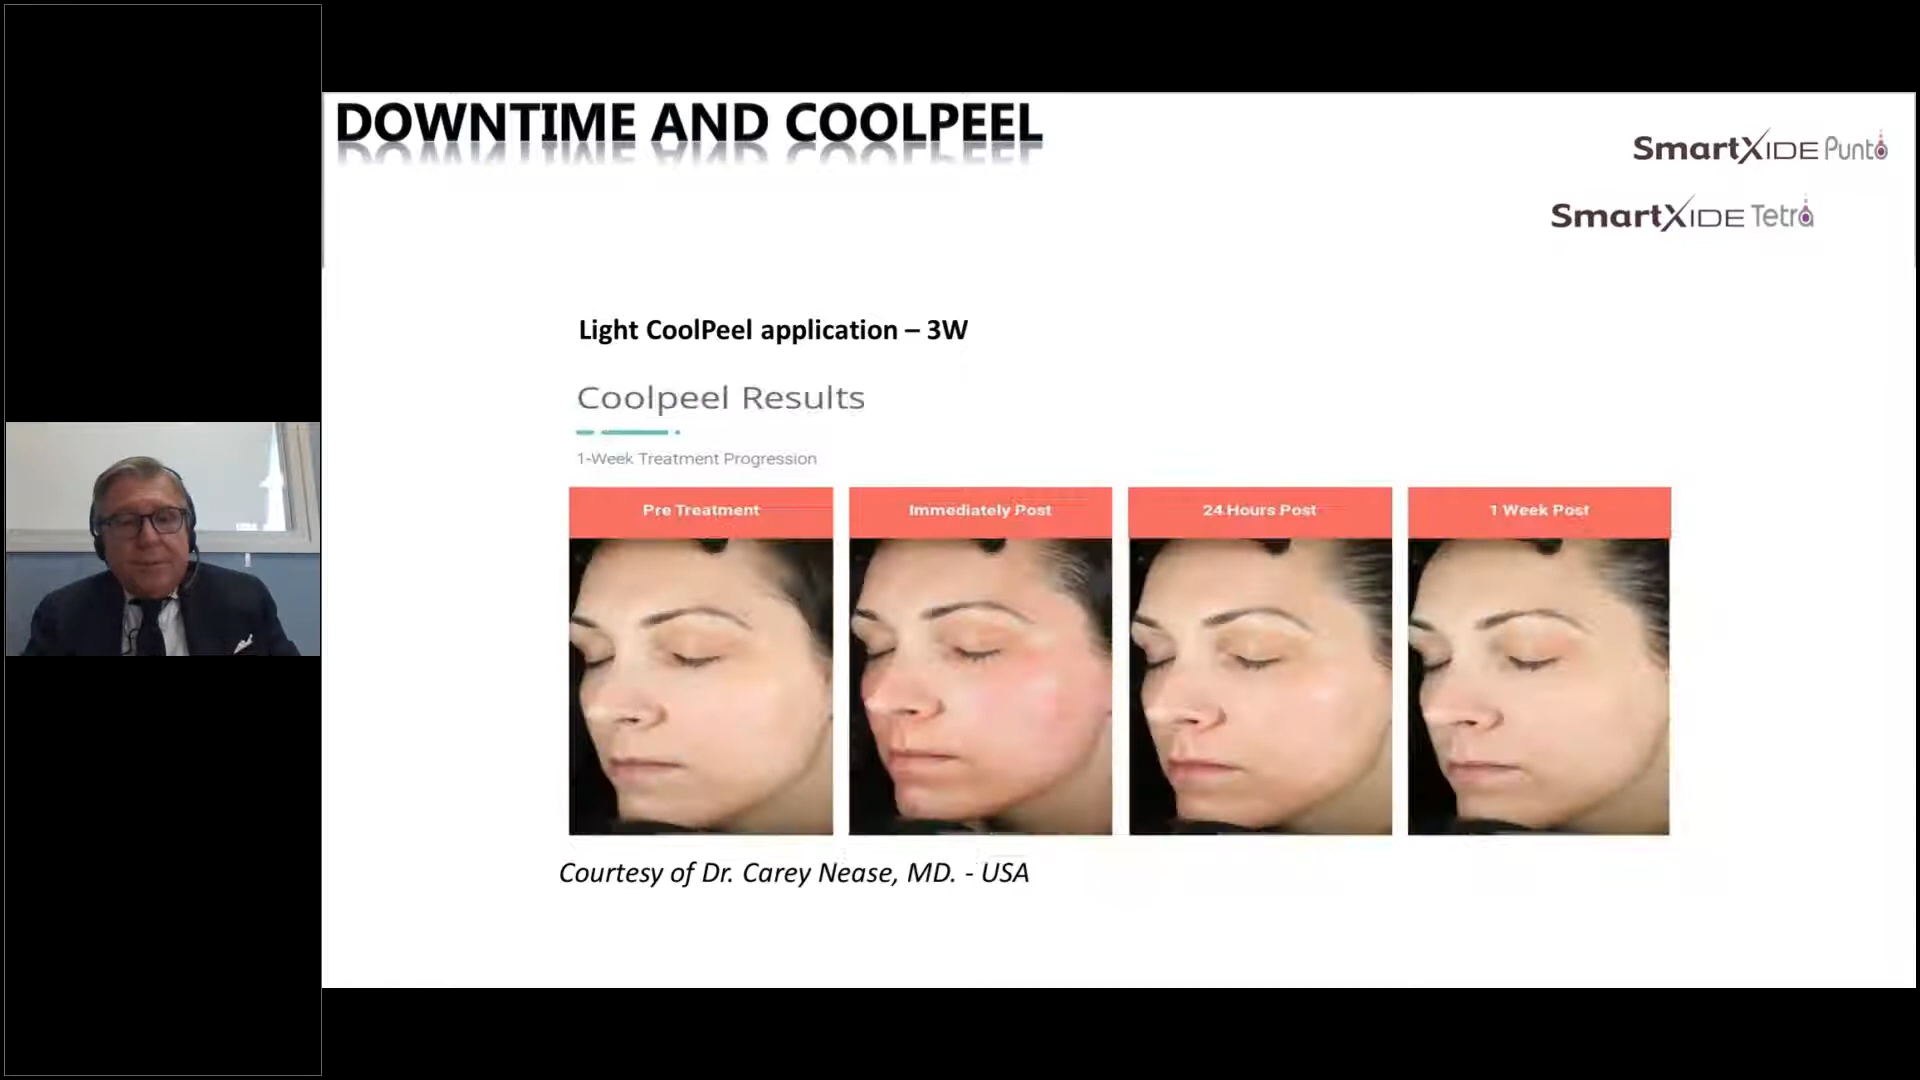 DOWNTIME AND COOLPEEL
SmartXIDE Punto
SmartXIDE Tetra
Light CoolPeel application – 3W
Coolpeel Results
1-Week Treatment Progression
Pre Treatment
Immediately Post
24 Hours Post
1 Week Post
Courtesy of Dr. Carey Nease, MD. - USA